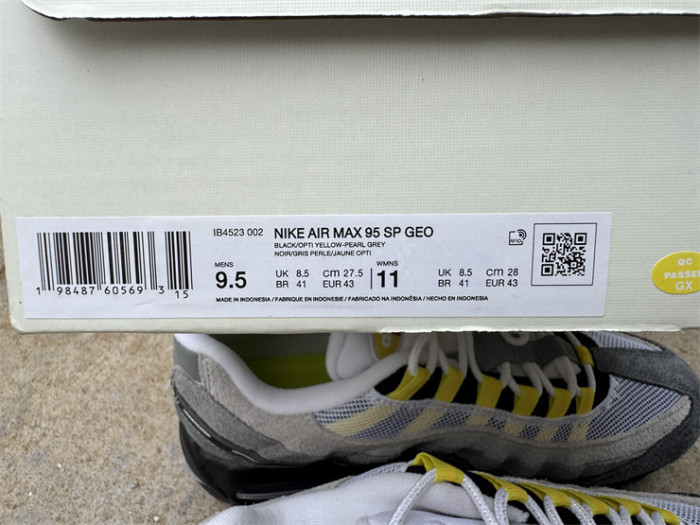 IB4523 002 NIKE AIR MAX 95 SP GEO
BLACK/OPTI YELLOW-PEARL GREY
NOIR/GRIS PERLE/JAUNE OPTI
RFID
MENS
9.5
UK 8.5 CM 27.5
BR 41 EUR 43
WMNS
11
UK 8.5 CM 28
BR 41 EUR 43
MADE IN INDONESIA / FABRIQUE EN INDONESIE / FABRICADO NA INDONÉSIA / HECHO EN INDONESIA
1 98487 60569 3 15
QC
PASSE
GX